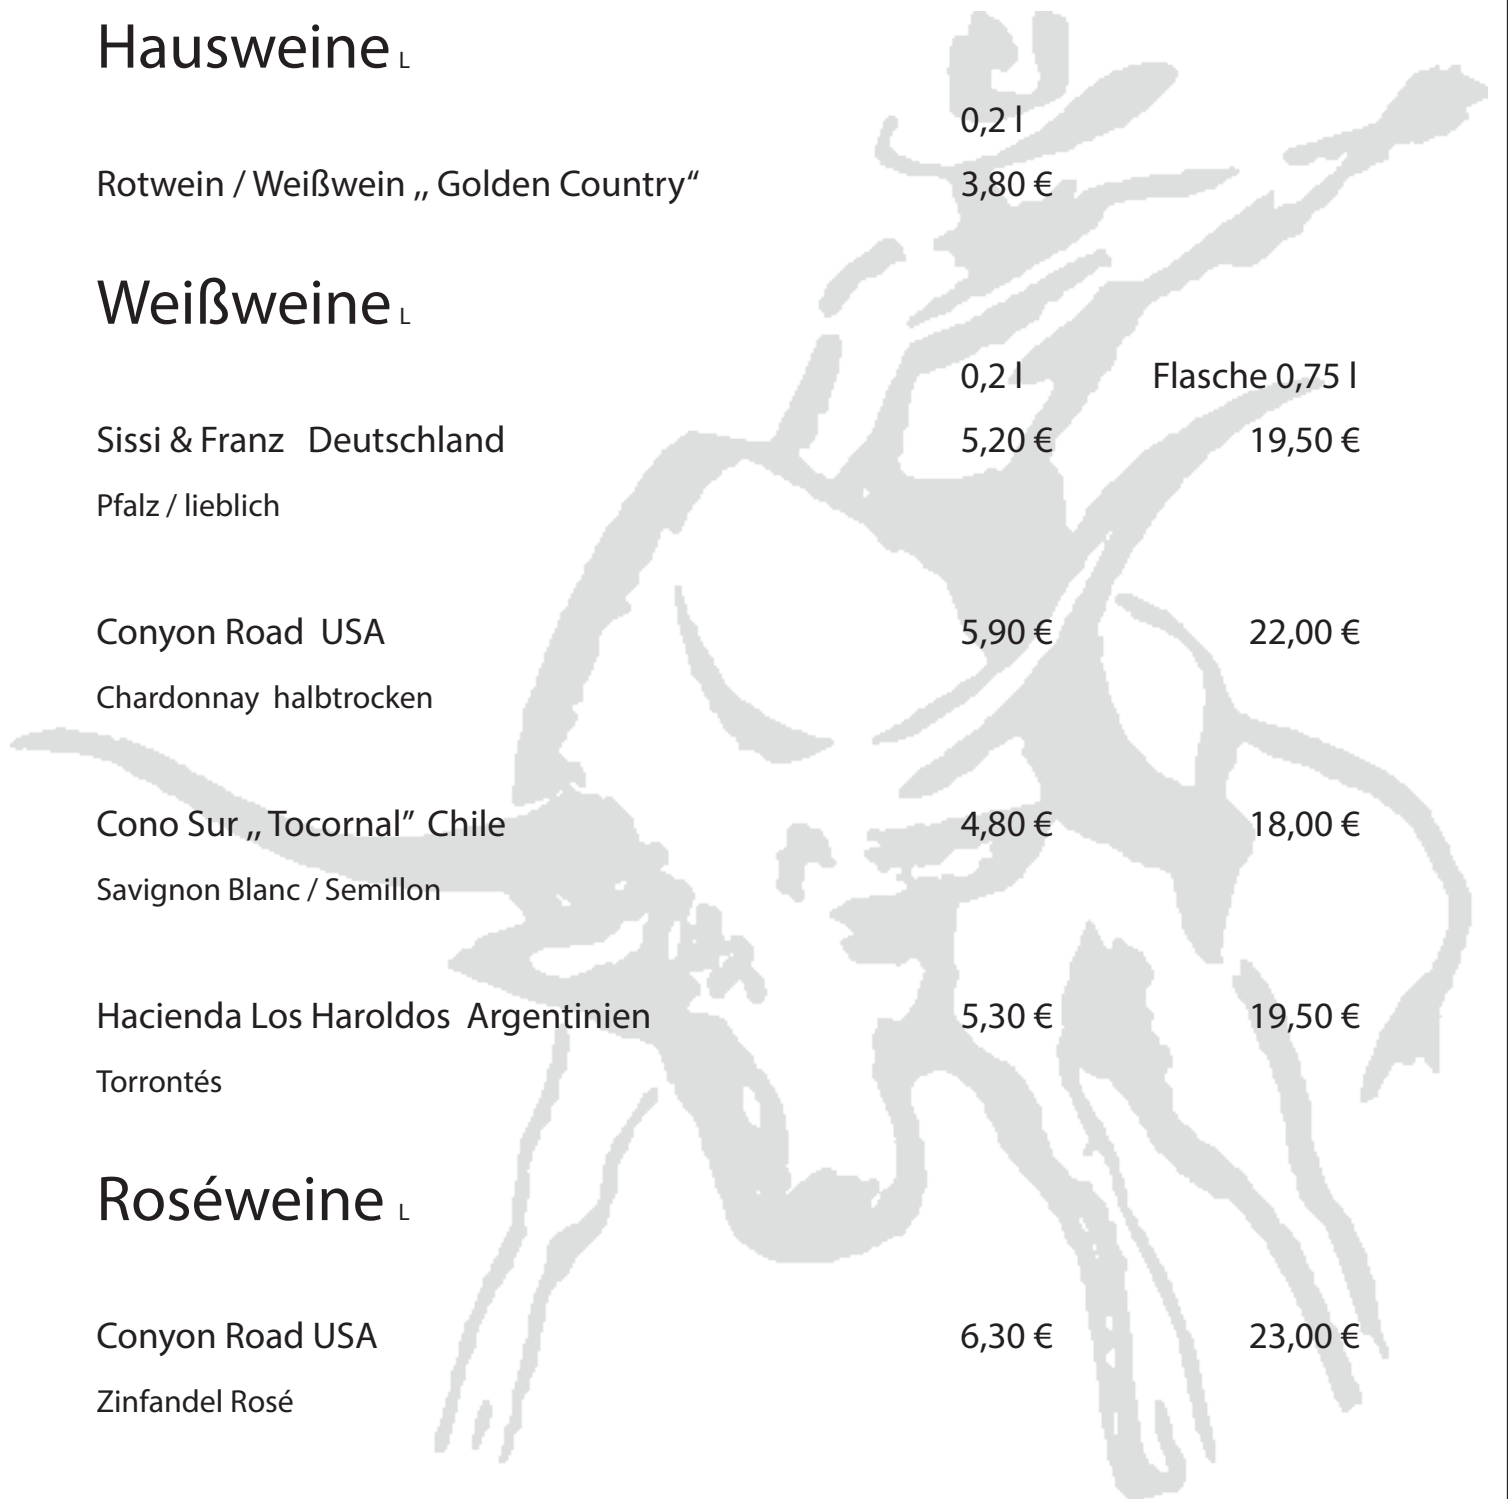 Hausweine L
0,2 l
Rotwein / Weißwein „ Golden Country“ 3,80 €
Weißweine L
0,2 l Flasche 0,75 l
Sissi & Franz Deutschland 5,20 € 19,50 €
Pfalz / lieblich
Conyon Road USA 5,90 € 22,00 €
Chardonnay halbtrocken
Cono Sur „ Tocornal” Chile 4,80 € 18,00 €
Savignon Blanc / Semillon
Hacienda Los Haroldos Argentinien 5,30 € 19,50 €
Torrontés
Roséweine L
Conyon Road USA 6,30 € 23,00 €
Zinfandel Rosé